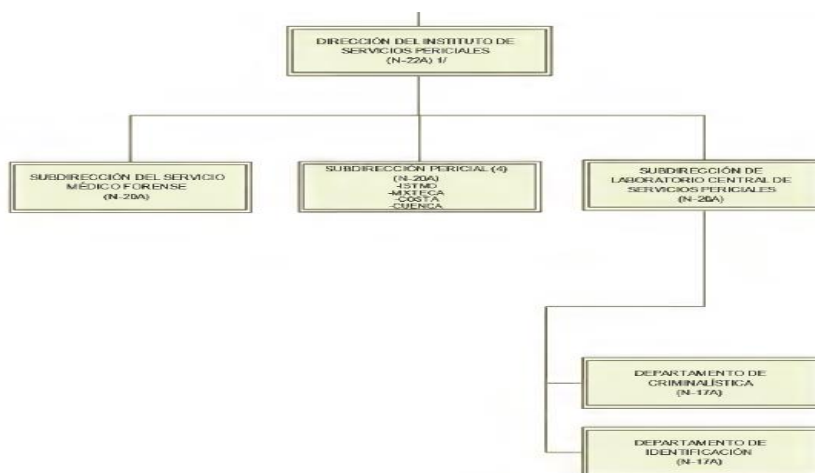 DIRECCIÓN DEL INSTITUTO DE
SERVICIOS PERICIALES
(N-22A) 1/
SUBDIRECCIÓN DEL SERVICIO
MÉDICO FORENSE
(N-20A)
SUBDIRECCIÓN PERICIAL (4)
(N-20A)
-ISTMO
-MIXTECA
-COSTA
-CUENCA
SUBDIRECCIÓN DE
LABORATORIO CENTRAL DE
SERVICIOS PERICIALES
(N-20A)
DEPARTAMENTO DE
CRIMINALÍSTICA
(N-17A)
DEPARTAMENTO DE
IDENTIFICACIÓN
(N-17A)